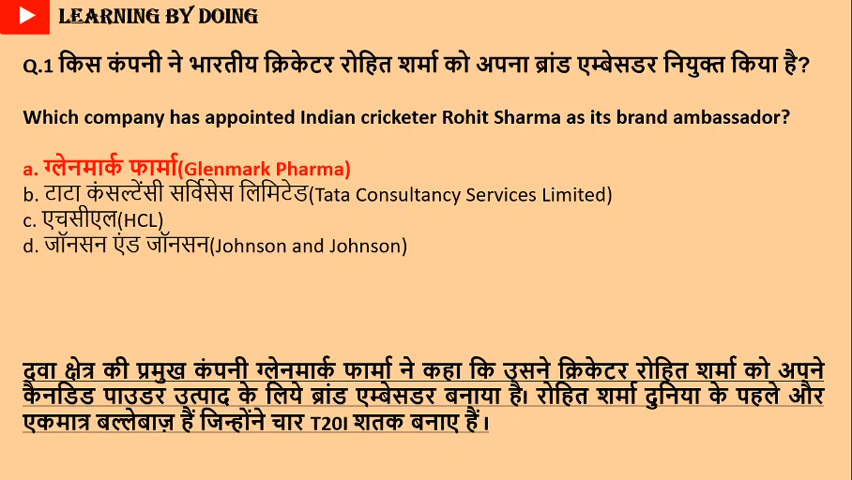 LEARNING BY DOING
Q.1 किस कंपनी ने भारतीय क्रिकेटर रोहित शर्मा को अपना ब्रांड एम्बेसडर नियुक्त किया है?
Which company has appointed Indian cricketer Rohit Sharma as its brand ambassador?
a. ग्लेनमार्क फार्मा(Glenmark Pharma)
b. टाटा कंसल्टेंसी सर्विसेस लिमिटेड(Tata Consultancy Services Limited)
c. एचसीएल(HCL)
d. जॉनसन एंड जॉनसन(Johnson and Johnson)
दवा क्षेत्र की प्रमुख कंपनी ग्लेनमार्क फार्मा ने कहा कि उसने क्रिकेटर रोहित शर्मा को अपने
कैनडिड पाउडर उत्पाद के लिये ब्रांड एम्बेसडर बनाया है। रोहित शर्मा दुनिया के पहले और
एकमात्र बल्लेबाज़ हैं जिन्होंने चार T20I शतक बनाए हैं ।